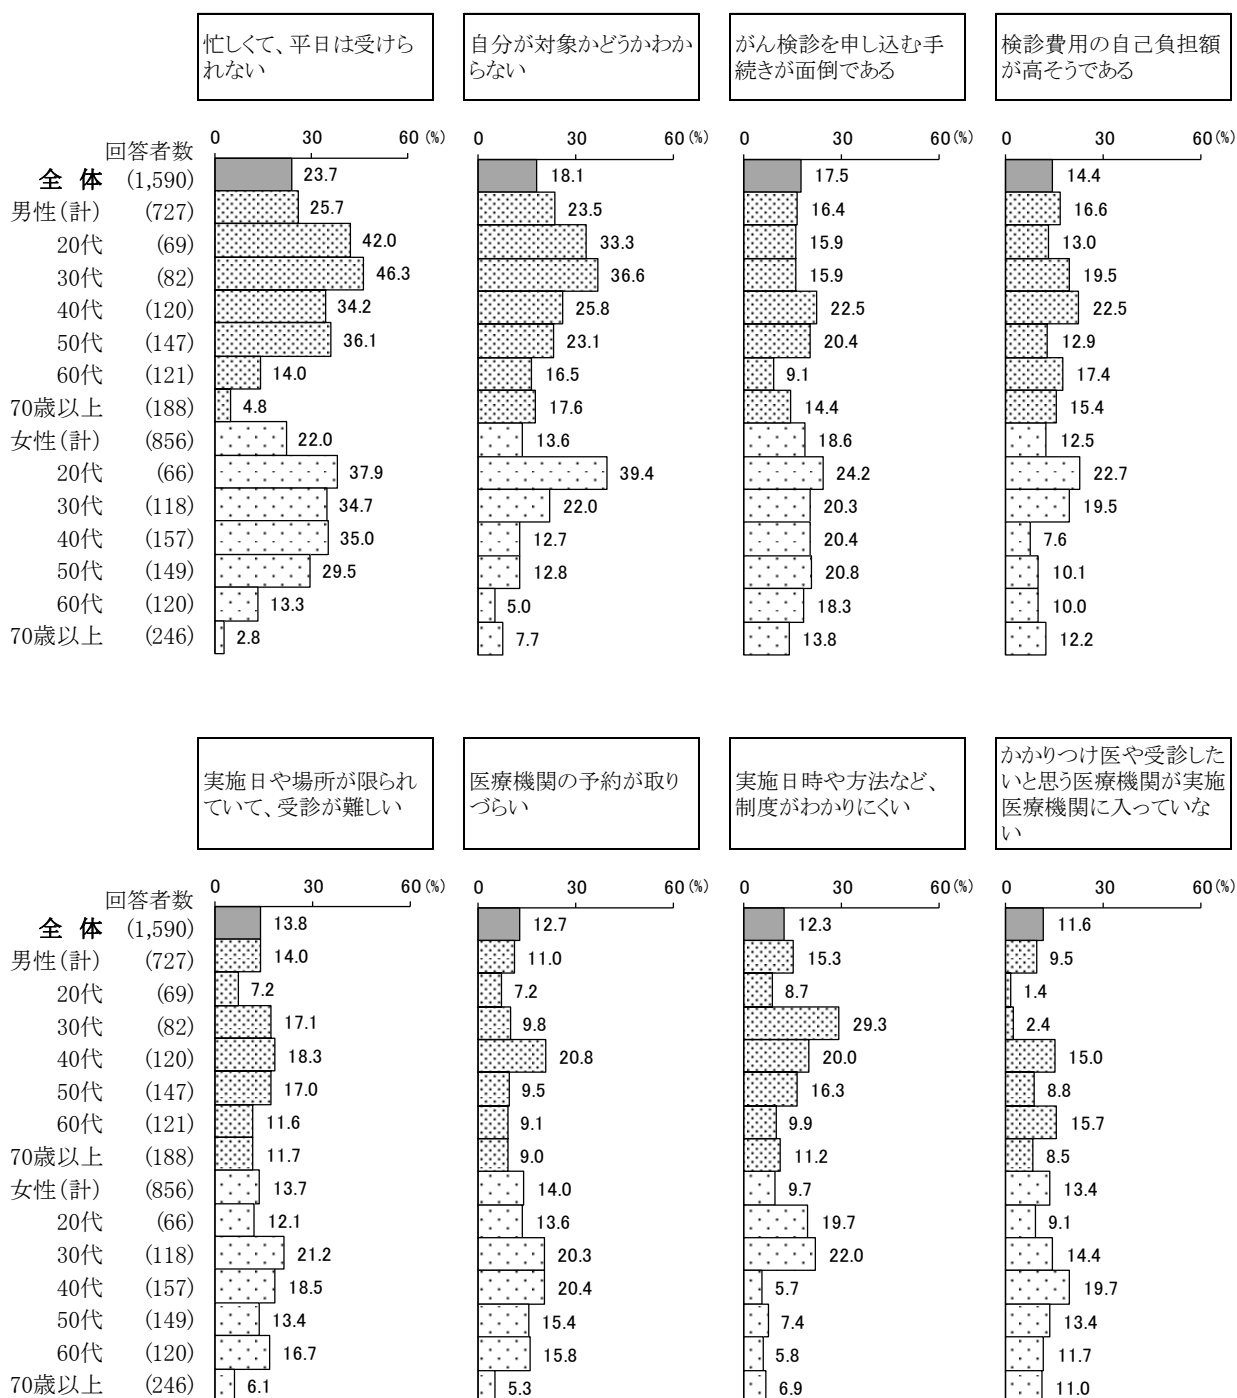 忙しくて、平日は受けら
れない
自分が対象かどうかわか
らない
がん検診を申し込む手
続きが面倒である
検診費用の自己負担額
が高そうである
0 30 60(%) 0 30 60(%) 0 30 60(%) 0 30 60(%)
回答者数
全 体 (1,590) 23.7 18.1 17.5 14.4
男性(計) (727) 25.7 23.5 16.4 16.6
20代 (69) 42.0 33.3 15.9 13.0
30代 (82) 46.3 36.6 15.9 19.5
40代 (120) 34.2 25.8 22.5 22.5
50代 (147) 36.1 23.1 20.4 12.9
60代 (121) 14.0 16.5 9.1 17.4
70歳以上 (188) 4.8 17.6 14.4 15.4
女性(計) (856) 22.0 13.6 18.6 12.5
20代 (66) 37.9 39.4 24.2 22.7
30代 (118) 34.7 22.0 20.3 19.5
40代 (157) 35.0 12.7 20.4 7.6
50代 (149) 29.5 12.8 20.8 10.1
60代 (120) 13.3 5.0 18.3 10.0
70歳以上 (246) 2.8 7.7 13.8 12.2
実施日や場所が限られ
ていて、受診が難しい
医療機関の予約が取り
づらい
実施日時や方法など、
制度がわかりにくい
かかりつけ医や受診した
いと思う医療機関が実施
医療機関に入っていな
い
0 30 60(%) 0 30 60(%) 0 30 60(%) 0 30 60(%)
回答者数
全 体 (1,590) 13.8 12.7 12.3 11.6
男性(計) (727) 14.0 11.0 15.3 9.5
20代 (69) 7.2 7.2 8.7 1.4
30代 (82) 17.1 9.8 29.3 2.4
40代 (120) 18.3 20.8 20.0 15.0
50代 (147) 17.0 9.5 16.3 8.8
60代 (121) 11.6 9.1 9.9 15.7
70歳以上 (188) 11.7 9.0 11.2 8.5
女性(計) (856) 13.7 14.0 9.7 13.4
20代 (66) 12.1 13.6 19.7 9.1
30代 (118) 21.2 20.3 22.0 14.4
40代 (157) 18.5 20.4 5.7 19.7
50代 (149) 13.4 15.4 7.4 13.4
60代 (120) 16.7 15.8 5.8 11.7
70歳以上 (246) 6.1 5.3 6.9 11.0